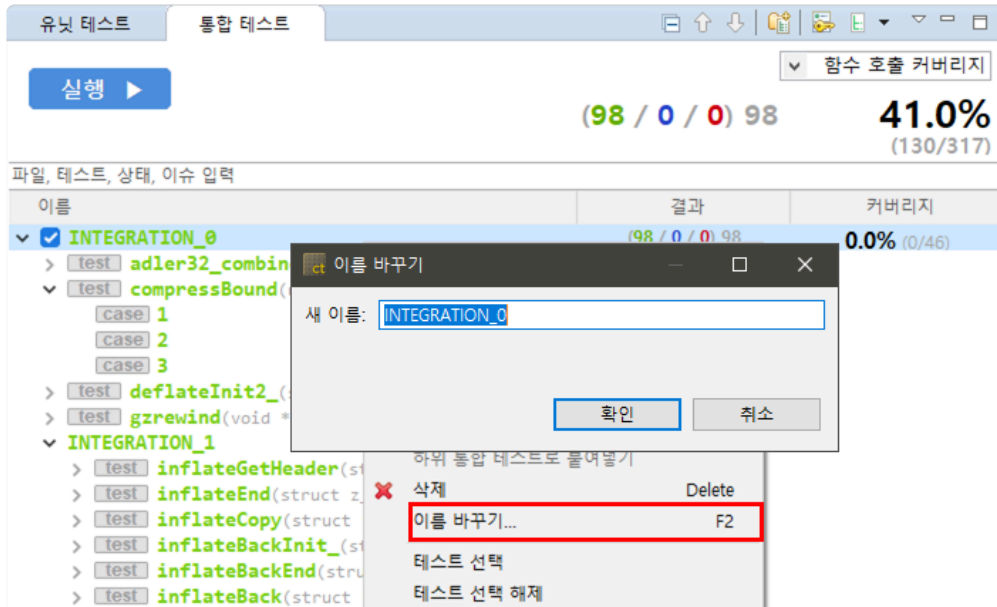 유닛 테스트 통합 테스트
함수 호출 커버리지
실행
(98 / 0 / 0) 98 41.0%
(130/317)
파일, 테스트, 상태, 이슈 입력
이름 결과 커버리지
INTEGRATION_0 (98 / 0 / 0) 98 0.0% (0/46)
ct 이름 바꾸기
test adler32_combin
test compressBound(
새 이름: INTEGRATION_0
case 1
case 2
case 3
test deflateInit2_(
확인 취소
test gzrewind(void *
INTEGRATION_1
하위 통합 테스트로 붙여넣기
test inflateGetHeader(st
삭제 Delete
test inflateEnd(struct z_
이름 바꾸기... F2
test inflateCopy(struct
test inflateBackInit_(st
테스트 선택
test inflateBackEnd(stru
테스트 선택 해제
test inflateBack(struct